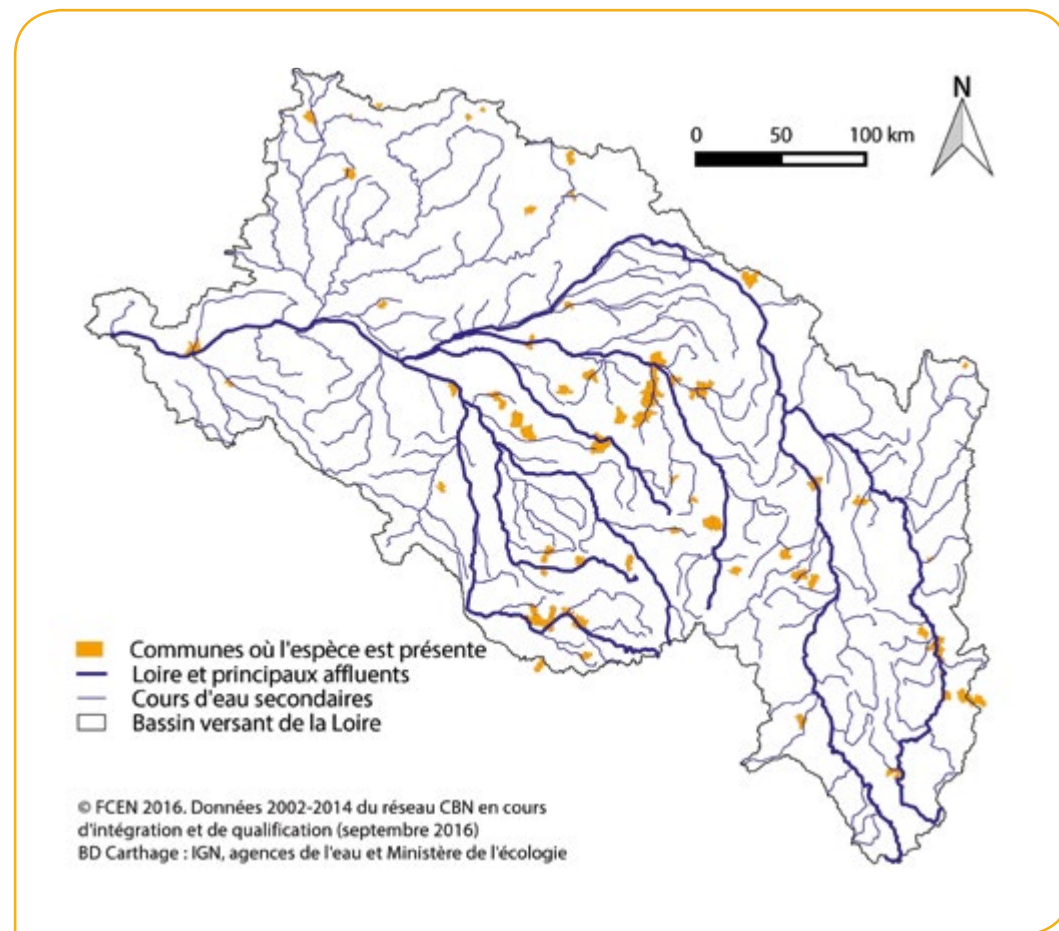 N
0 50 100 km
Communes où l'espèce est présente
Loire et principaux affluents
Cours d'eau secondaires
Bassin versant de la Loire
© FCEN 2016. Données 2002-2014 du réseau CBN en cours
d'intégration et de qualification (septembre 2016)
BD Carthage : IGN, agences de l'eau et Ministère de l'écologie